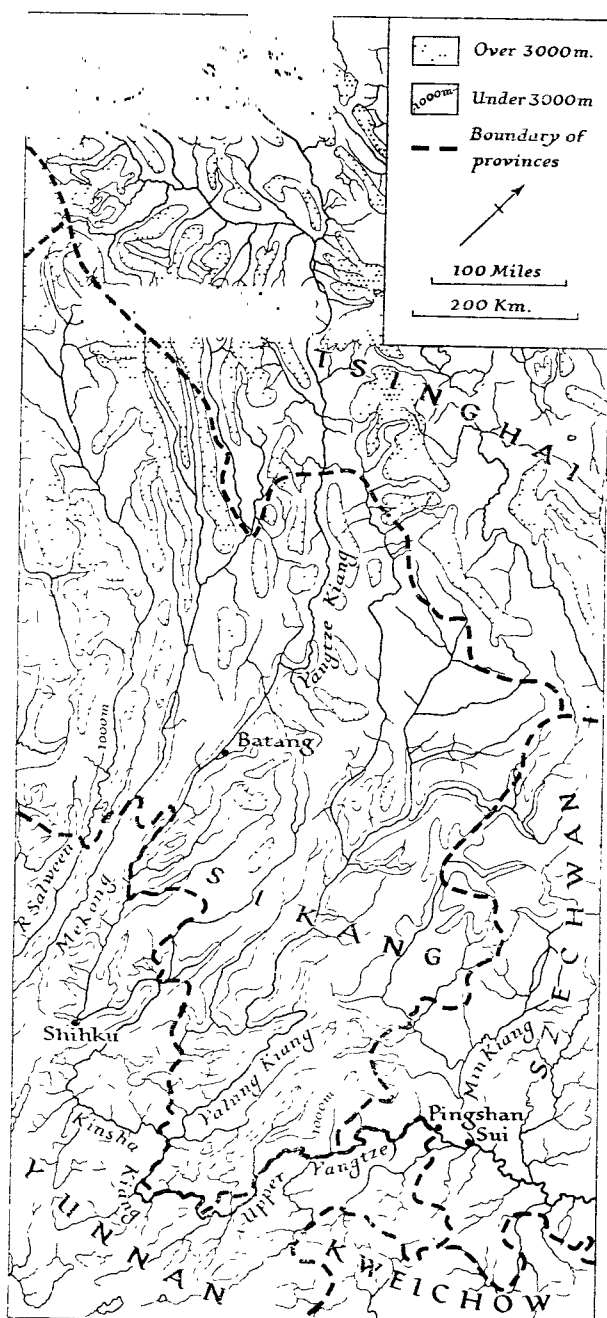 Over 3000m.
1000m
Under 3000m
Boundary of
provinces
100 Miles
200 Km.
TSINGHAI
Yangtze Kiang
1000m
Batang
R Salween
Mekong
SIKANG
SZECHWAN
Shihku
Min Kiang
Yalung Kiang
1000m
Pingshan
Sui
Kinsha
Kiang
Upper
Yangtze
YUNNAN
KWEICHOW